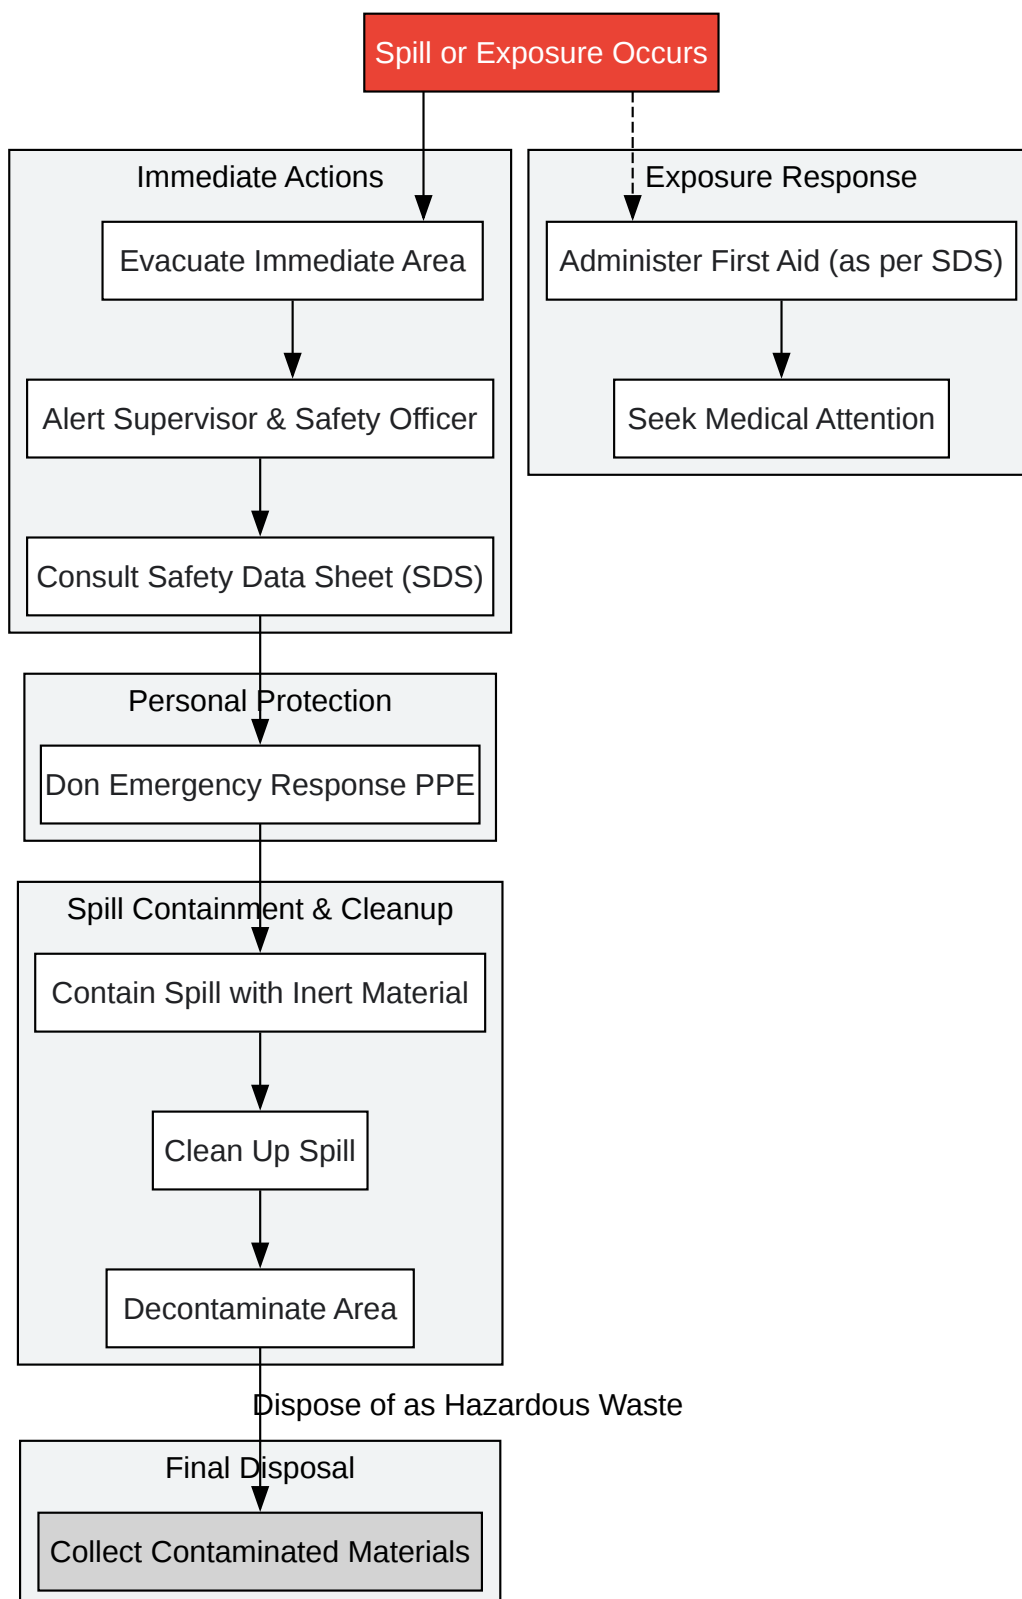 Spill or Exposure Occurs
Immediate Actions
Evacuate Immediate Area
Alert Supervisor & Safety Officer
Consult Safety Data Sheet (SDS)
Exposure Response
Administer First Aid (as per SDS)
Seek Medical Attention
Personal Protection
Don Emergency Response PPE
Spill Containment & Cleanup
Contain Spill with Inert Material
Clean Up Spill
Decontaminate Area
Dispose of as Hazardous Waste
Final Disposal
Collect Contaminated Materials